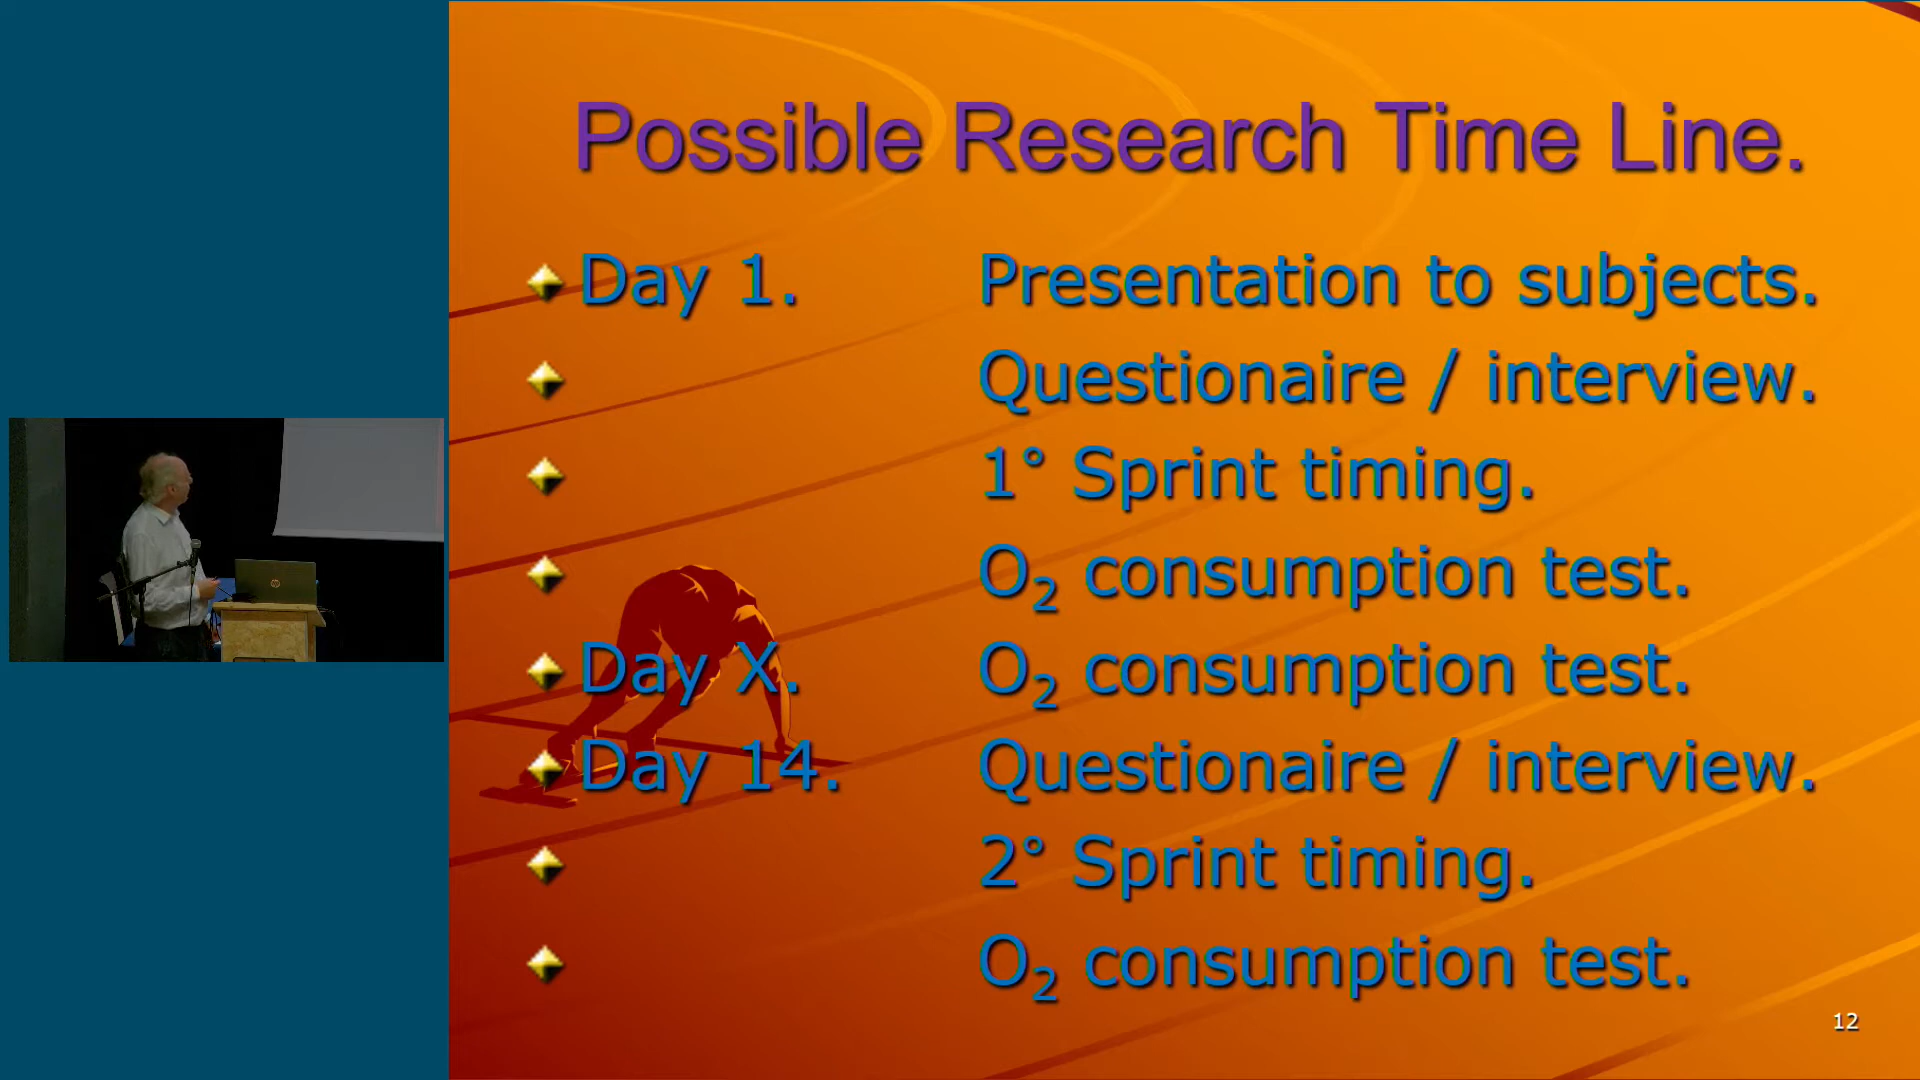 Possible Research Time Line.
Day 1. Presentation to subjects.
Questionaire / interview.
1° Sprint timing.
O₂ consumption test.
Day X. O₂ consumption test.
Day 14. Questionaire / interview.
2° Sprint timing.
O₂ consumption test.
12